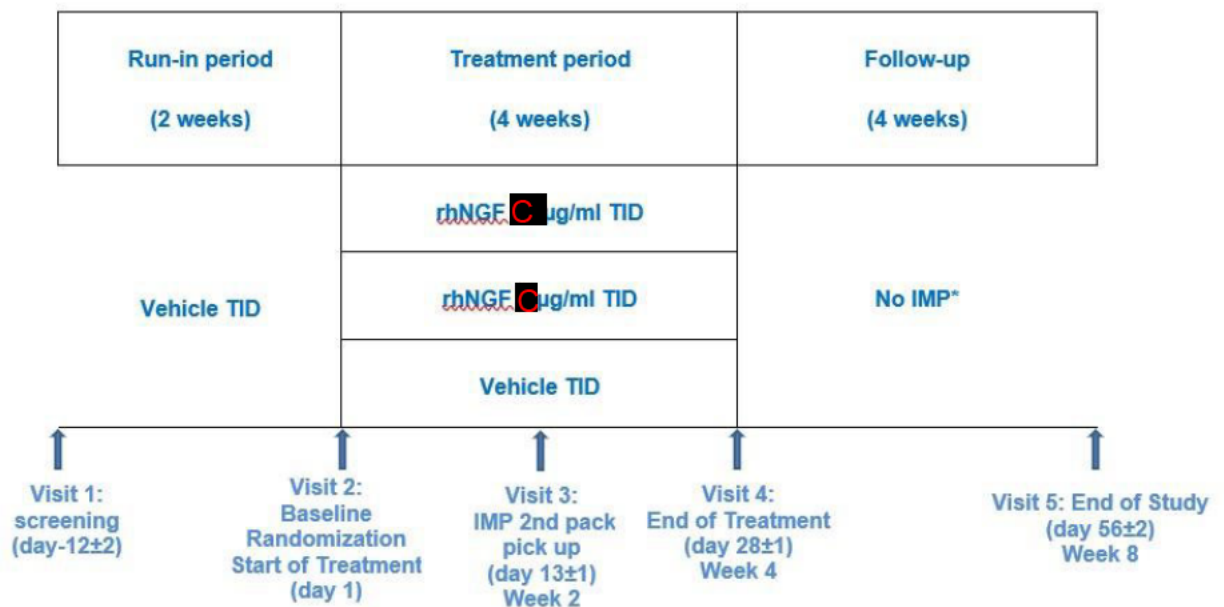 Run-in period
(2 weeks)
Treatment period
(4 weeks)
Follow-up
(4 weeks)
Vehicle TID
rhNGF C µg/ml TID
rhNGF C µg/ml TID
Vehicle TID
No IMP*
Visit 1:
screening
(day-12±2)
Visit 2:
Baseline
Randomization
Start of Treatment
(day 1)
Visit 3:
IMP 2nd pack
pick up
(day 13±1)
Week 2
Visit 4:
End of Treatment
(day 28±1)
Week 4
Visit 5: End of Study
(day 56±2)
Week 8